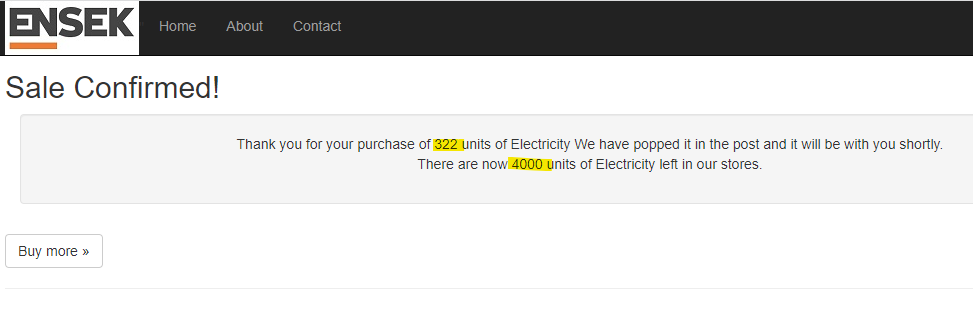 ENSEK Home About Contact
Sale Confirmed!
Thank you for your purchase of 322 units of Electricity We have popped it in the post and it will be with you shortly.
There are now 4000 units of Electricity left in our stores.
Buy more »